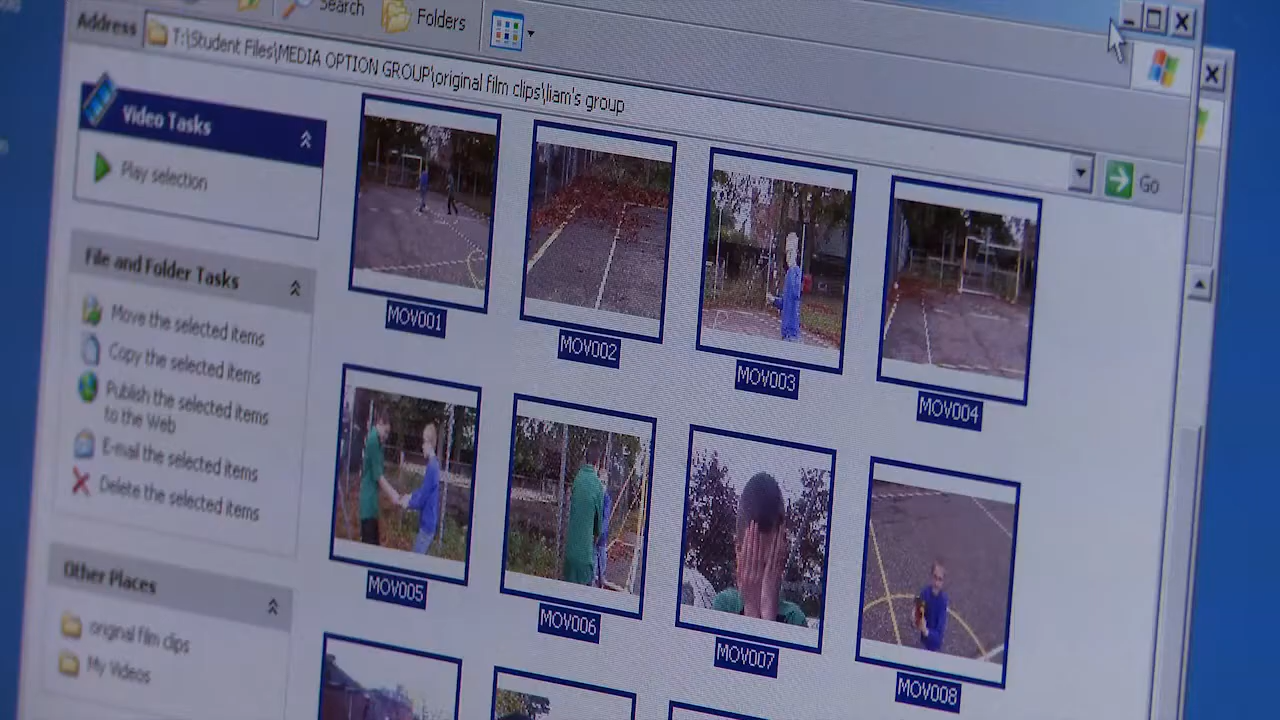 Search
Folders
Address
T:\Student Files\MEDIA OPTION GROUP\original film clips\liam's group
Go
Video Tasks
Play selection
File and Folder Tasks
Move the selected items
Copy the selected items
Publish the selected items
to the Web
E-mail the selected items
Delete the selected items
Other Places
original film clips
My Videos
MOV001
MOV002
MOV003
MOV004
MOV005
MOV006
MOV007
MOV008